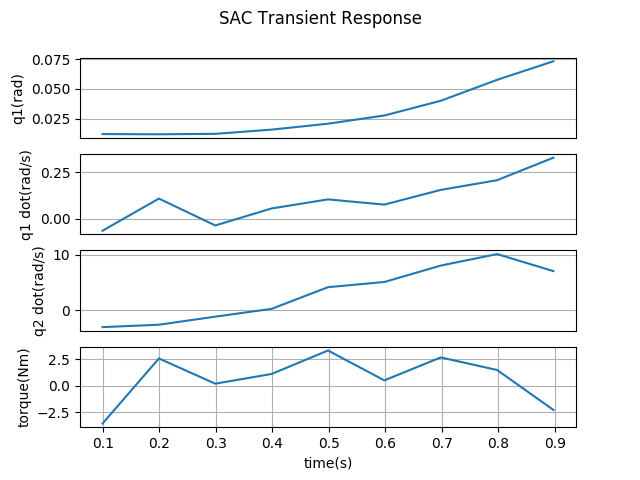 SAC Transient Response
0.075
0.050
0.025
q1(rad)
0.25
0.00
q1 dot(rad/s)
10
0
q2 dot(rad/s)
2.5
0.0
−2.5
torque(Nm)
0.1 0.2 0.3 0.4 0.5 0.6 0.7 0.8 0.9
time(s)